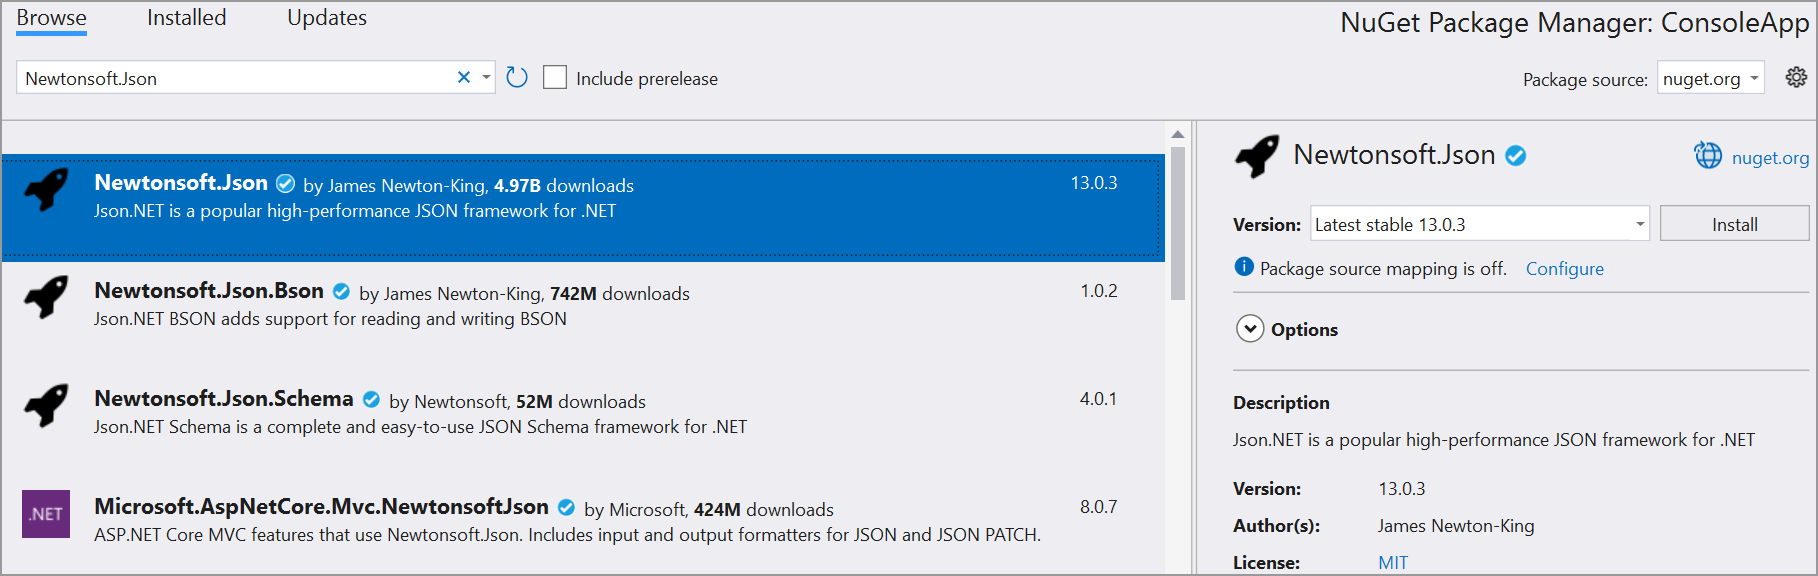 Browse Installed Updates
NuGet Package Manager: ConsoleApp
Newtonsoft.Json
Include prerelease
Package source: nuget.org
Newtonsoft.Json by James Newton-King, 4.97B downloads 13.0.3
Json.NET is a popular high-performance JSON framework for .NET
Newtonsoft.Json.Bson by James Newton-King, 742M downloads 1.0.2
Json.NET BSON adds support for reading and writing BSON
Newtonsoft.Json.Schema by Newtonsoft, 52M downloads 4.0.1
Json.NET Schema is a complete and easy-to-use JSON Schema framework for .NET
.NET
Microsoft.AspNetCore.Mvc.NewtonsoftJson by Microsoft, 424M downloads 8.0.7
ASP.NET Core MVC features that use Newtonsoft.Json. Includes input and output formatters for JSON and JSON PATCH.
Newtonsoft.Json nuget.org
Version: Latest stable 13.0.3 Install
Package source mapping is off. Configure
Options
Description
Json.NET is a popular high-performance JSON framework for .NET
Version: 13.0.3
Author(s): James Newton-King
License: MIT